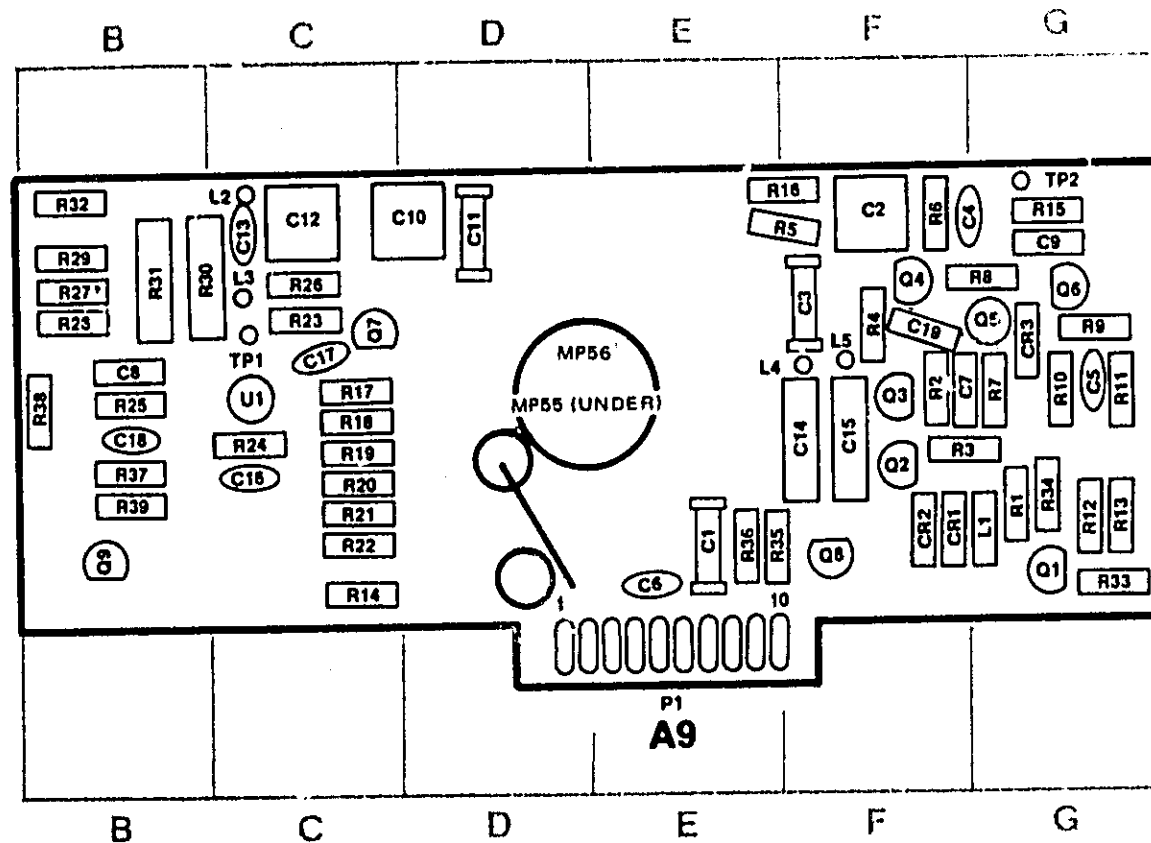 B C D E F G
R32 L2 C13 C12 C10 C11 R16 R5 C2 R6 C4 TP2 R15 C9
R29 R31 R30 L3 R26 C3 Q4 R8 Q6
R27
R23 Q7 R4 C19 Q5 CR3 R9
TP1 C17 MP56 L4 L5
C8 U1 R17 MP55 (UNDER) Q3 R2 C7 R7 R10 C5 R11
R38 R25 R18 C14 C15
C18 R24 R19 Q2 R3
R37 C16 R20 R1 R34
R39 R21 C1 R36 R35 CR2 CR1 L1 R12 R13
Q9 R22 Q8 Q1
R14 C6 R33
1 10
P1
A9
B C D E F G